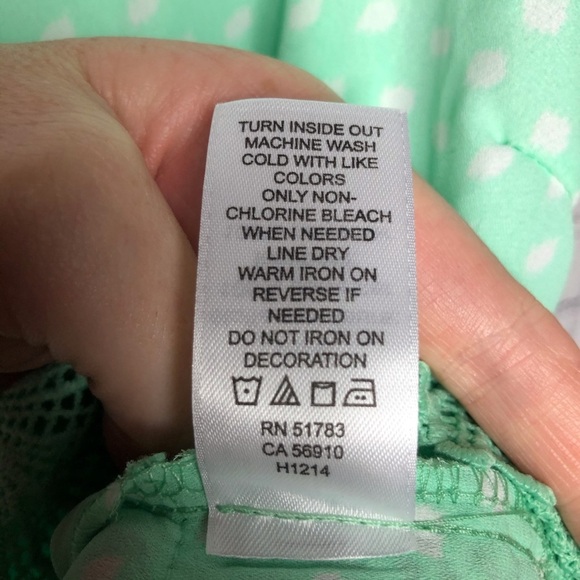 TURN INSIDE OUT
MACHINE WASH
COLD WITH LIKE
COLORS
ONLY NON-
CHLORINE BLEACH
WHEN NEEDED
LINE DRY
WARM IRON ON
REVERSE IF
NEEDED
DO NOT IRON ON
DECORATION
RN 51783
CA 56910
H1214